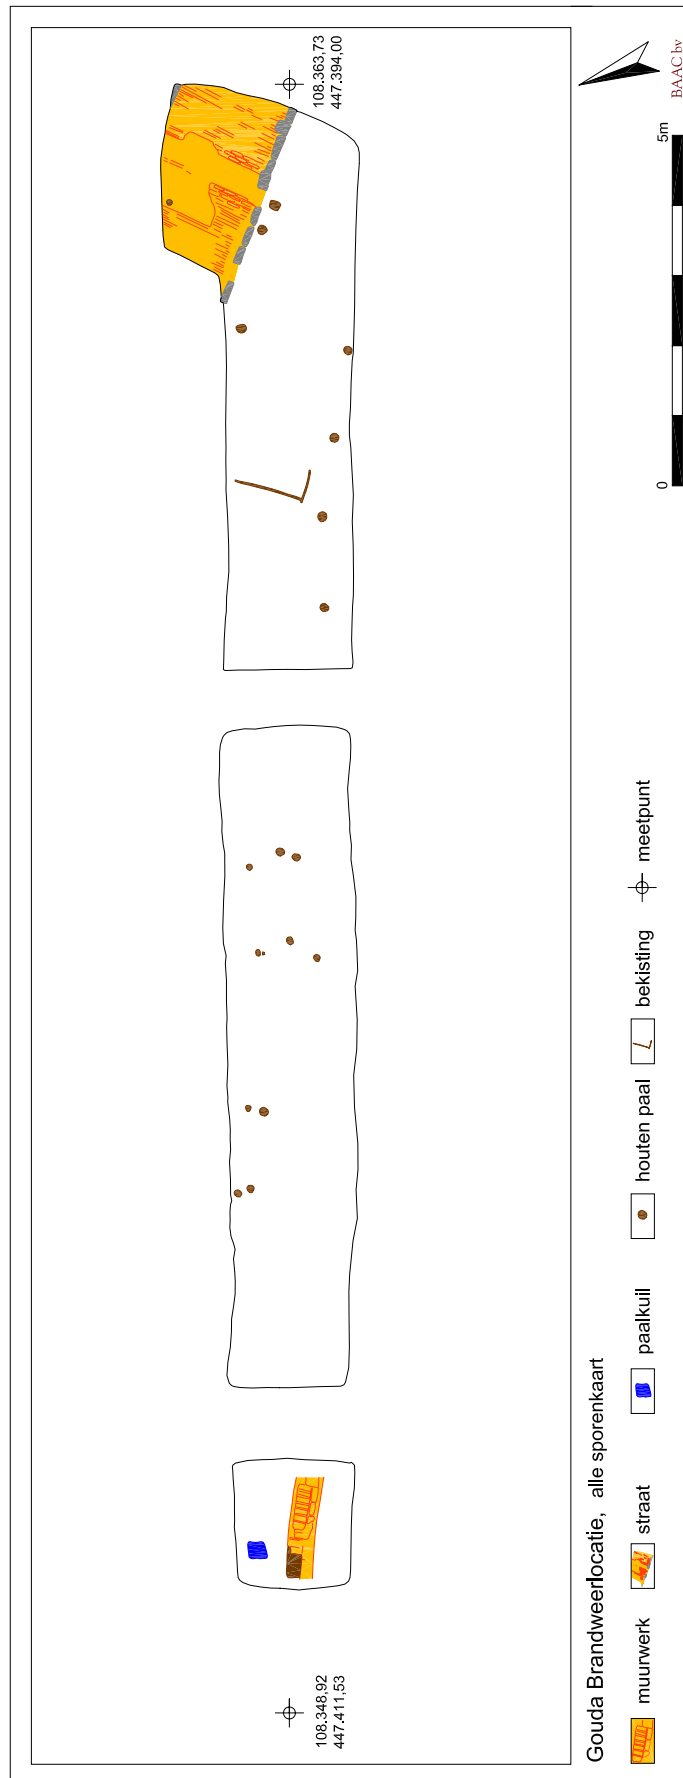 108.363,73
447.394,00
BAAC bv
5m
0
108.348,92
447.411,53
Gouda Brandweerlocatie, alle sporenkaart
muurwerk
straat
paalkuil
houten paal
bekisting
meetpunt